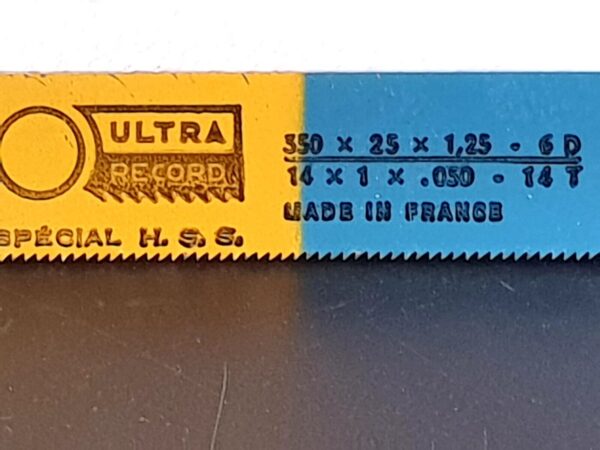 ULTRA
RECORD
SPÉCIAL H. S. S.
350 × 25 × 1,25 - 6 D
14 × 1 × .050 - 14 T
MADE IN FRANCE